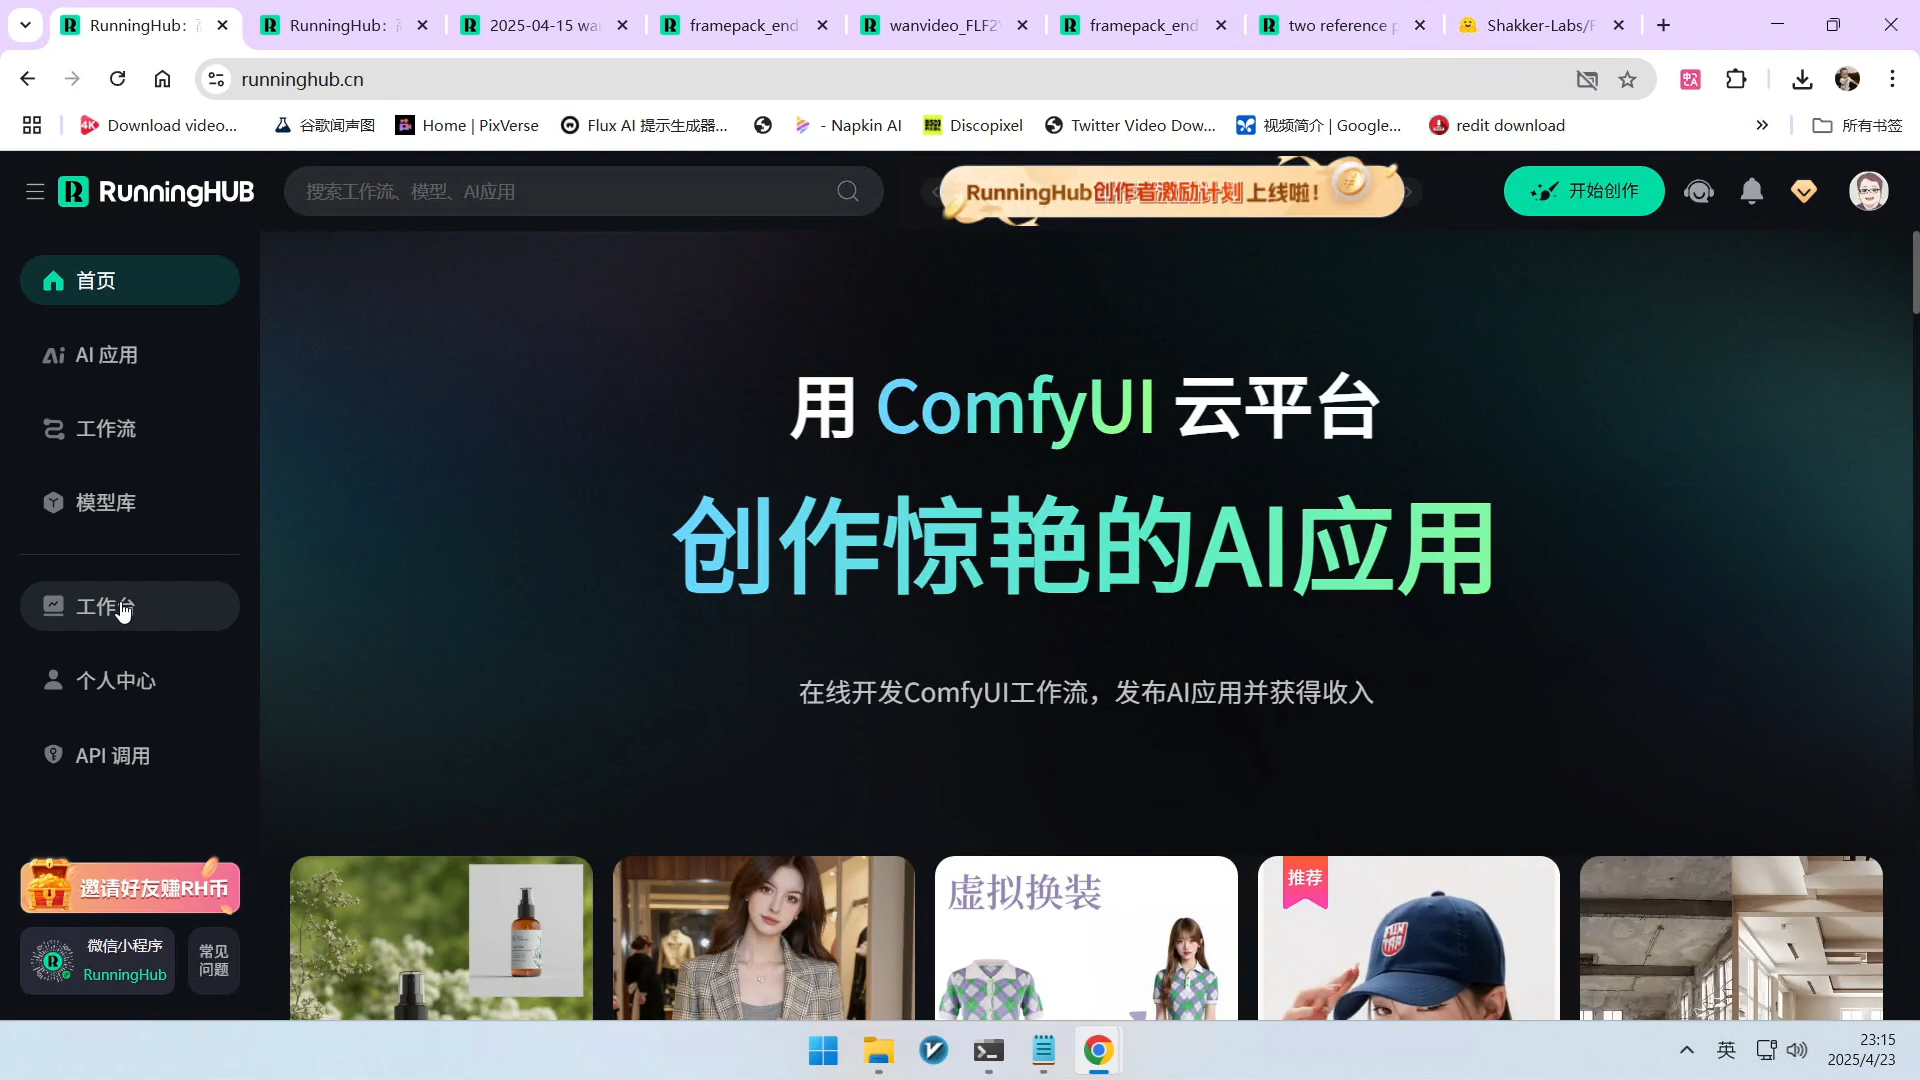 RunningHub:
RunningHub:
2025-04-15 wa
framepack_end
wanvideo_FLF2V
framepack_end
two reference p
Shakker-Labs/F
runninghub.cn
Download video...
谷歌闻声图
Home | PixVerse
Flux AI 提示生成器...
- Napkin AI
Discopixel
Twitter Video Dow...
视频简介 | Google...
redit download
所有书签
RunningHUB
搜索工作流、模型、AI应用
RunningHub创作者激励计划上线啦!
开始创作
首页
AI 应用
工作流
模型库
工作台
个人中心
API 调用
用 ComfyUI 云平台
创作惊艳的AI应用
在线开发ComfyUI工作流，发布AI应用并获得收入
邀请好友赚RH币
微信小程序
RunningHub
常见
问题
虚拟换装
推荐
英
23:15
2025/4/23